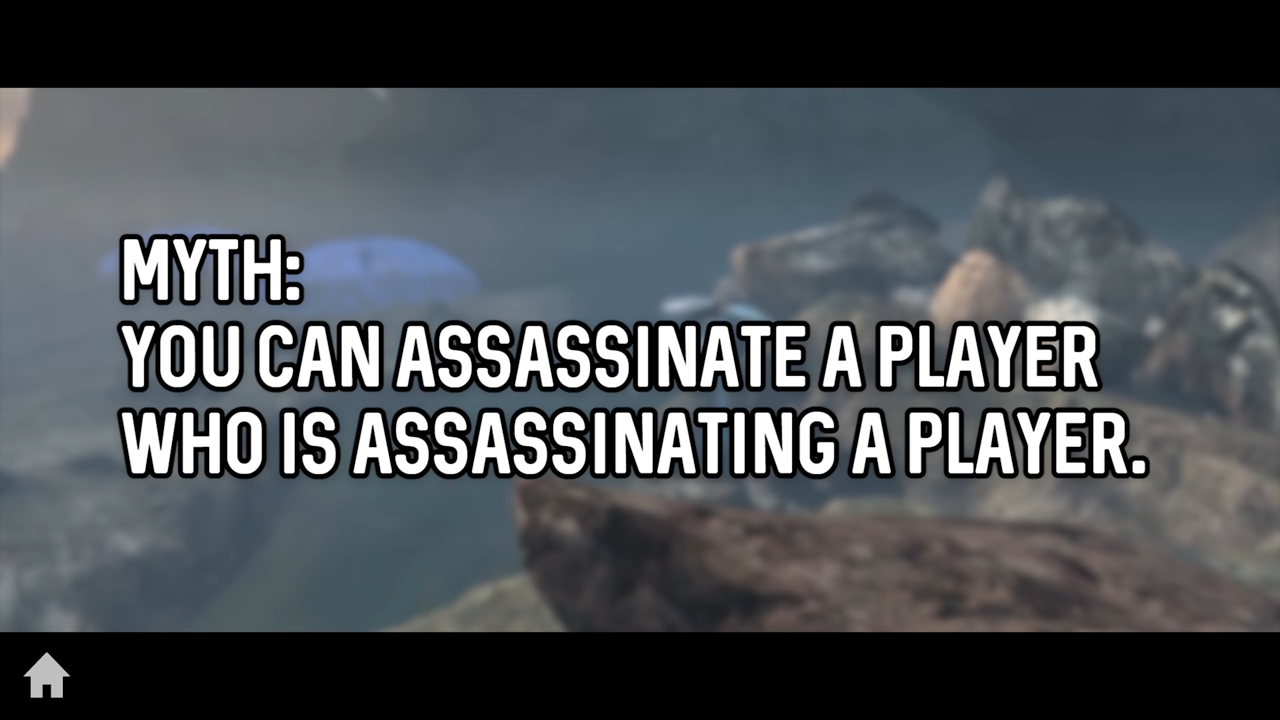 MYTH:
YOU CAN ASSASSINATE A PLAYER
WHO IS ASSASSINATING A PLAYER.